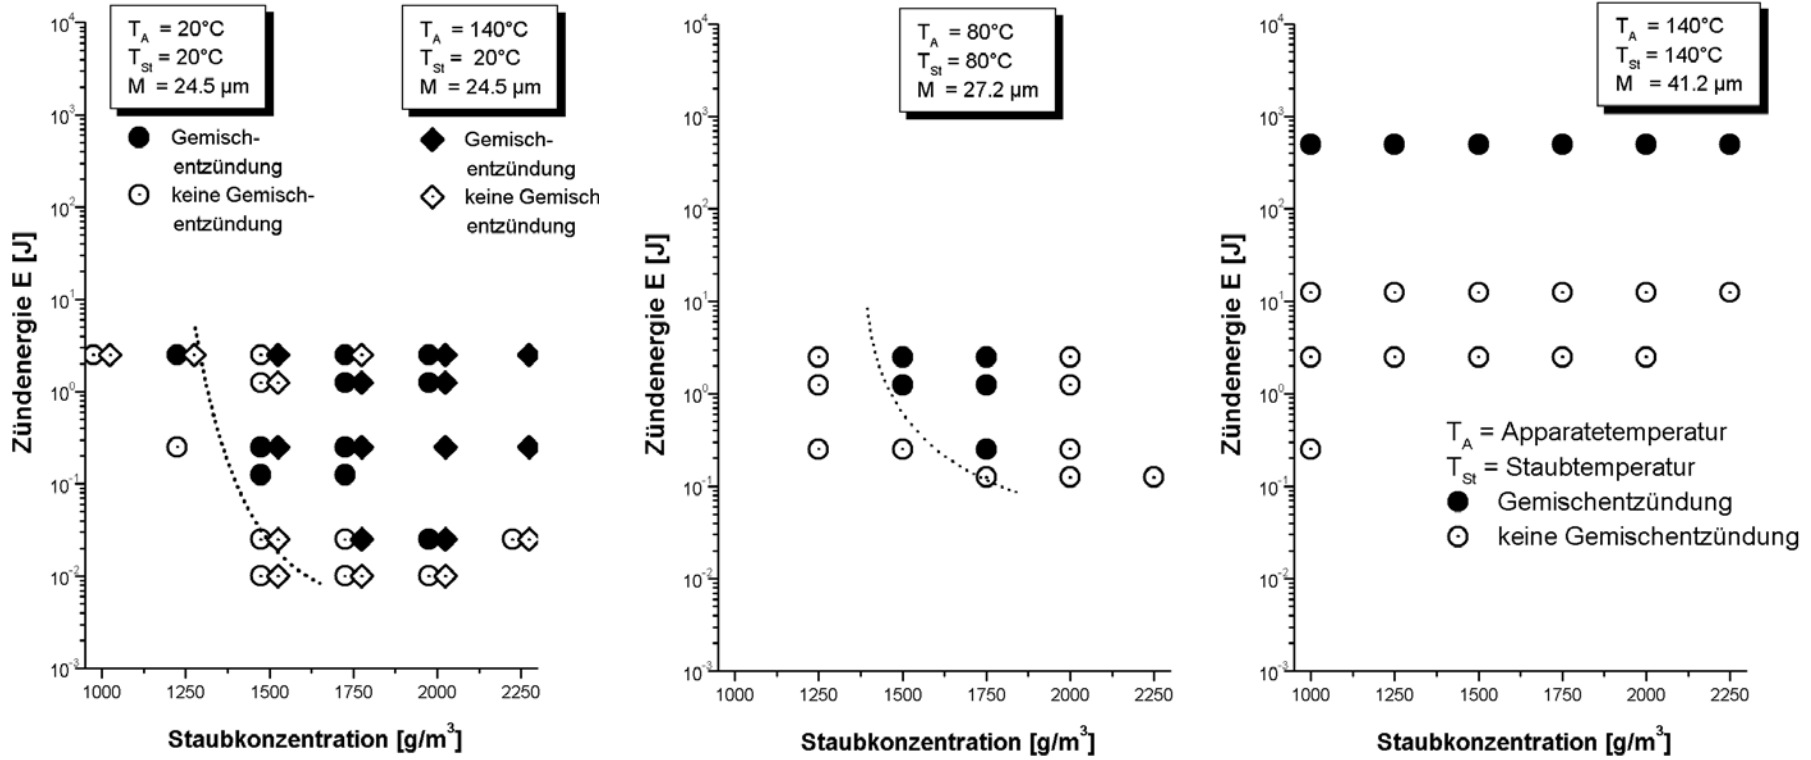 T_A = 20°C
T_St = 20°C
M = 24.5 µm
T_A = 140°C
T_St = 20°C
M = 24.5 µm
Gemisch-
entzündung
keine Gemisch-
entzündung
Gemisch-
entzündung
keine Gemisch
entzündung
Zündenergie E [J]
10^4
10^3
10^2
10^1
10^0
10^-1
10^-2
10^-3
1000 1250 1500 1750 2000 2250
Staubkonzentration [g/m^3]
T_A = 80°C
T_St = 80°C
M = 27.2 µm
Zündenergie E [J]
10^4
10^3
10^2
10^1
10^0
10^-1
10^-2
10^-3
1000 1250 1500 1750 2000 2250
Staubkonzentration [g/m^3]
T_A = 140°C
T_St = 140°C
M = 41.2 µm
Zündenergie E [J]
10^4
10^3
10^2
10^1
10^0
10^-1
10^-2
10^-3
T_A = Apparatetemperatur
T_St = Staubtemperatur
Gemischentzündung
keine Gemischentzündung
1000 1250 1500 1750 2000 2250
Staubkonzentration [g/m^3]